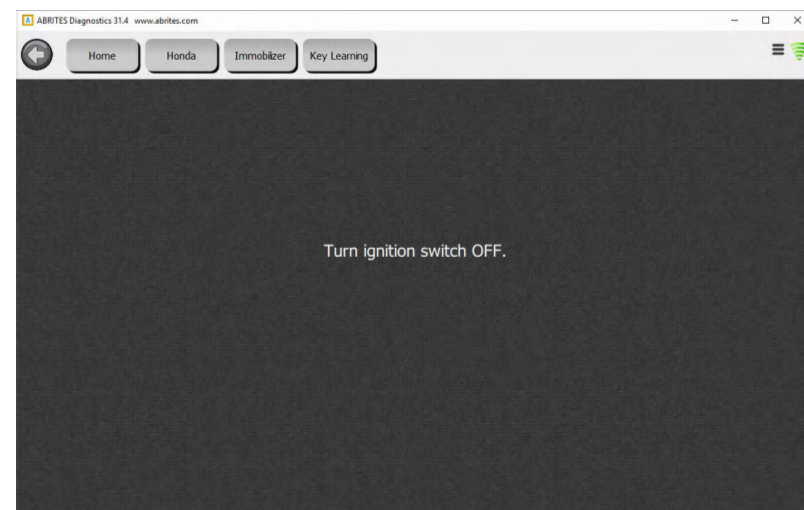 ABRITES Diagnostics 31.4 www.abrites.com
Home Honda Immobilizer Key Learning
Turn ignition switch OFF.